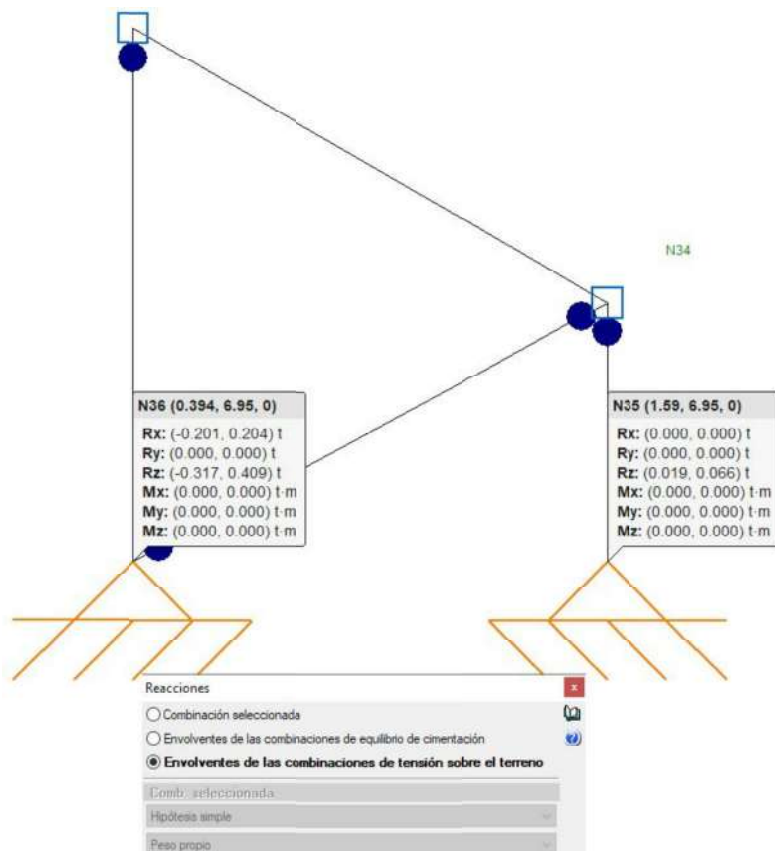 N34
N36 (0.394, 6.95, 0)
Rx: (-0.201, 0.204) t
Ry: (0.000, 0.000) t
Rz: (-0.317, 0.409) t
Mx: (0.000, 0.000) t·m
My: (0.000, 0.000) t·m
Mz: (0.000, 0.000) t·m
N35 (1.59, 6.95, 0)
Rx: (0.000, 0.000) t
Ry: (0.000, 0.000) t
Rz: (0.019, 0.066) t
Mx: (0.000, 0.000) t·m
My: (0.000, 0.000) t·m
Mz: (0.000, 0.000) t·m
Reacciones
Combinación seleccionada
Envolventes de las combinaciones de equilibrio de cimentación
Envolventes de las combinaciones de tensión sobre el terreno
Comb. seleccionada
Hipótesis simple
Peso propio